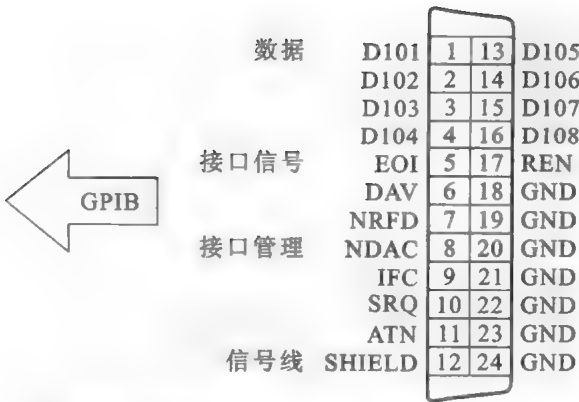 数据 D101 1 13 D105
D102 2 14 D106
D103 3 15 D107
D104 4 16 D108
接口信号 EOI 5 17 REN
DAV 6 18 GND
GPIB
NRFD 7 19 GND
接口管理 NDAC 8 20 GND
IFC 9 21 GND
SRQ 10 22 GND
ATN 11 23 GND
信号线 SHIELD 12 24 GND